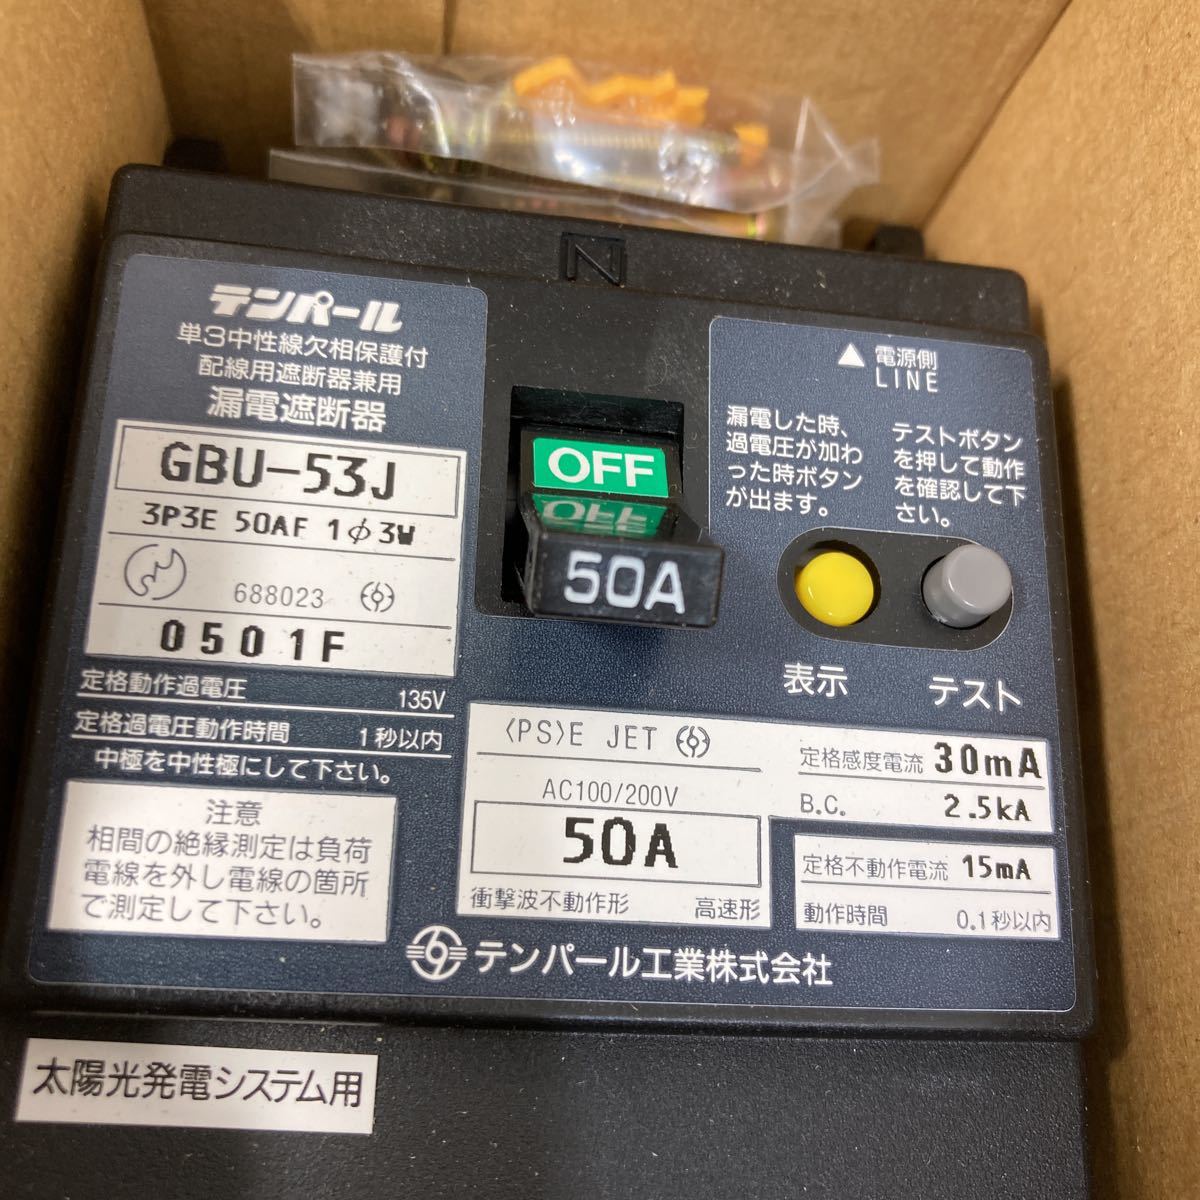 N
テンパール
単3中性線欠相保護付
配線用遮断器兼用
漏電遮断器
GBU-53J
3P3E 50AF 1φ3W
688023
0501F
定格動作過電圧 135V
定格過電圧動作時間 1秒以内
中極を中性極にして下さい。
注意
相間の絶縁測定は負荷
電線を外し電線の箇所
で測定して下さい。
OFF
50A
▲ 電源側
LINE
漏電した時、
過電圧が加わ
った時ボタン
が出ます。
テストボタン
を押して動作
を確認して下
さい。
表示
テスト
〈PS〉E JET
AC100/200V
50A
衝撃波不動作形 高速形
定格感度電流 30mA
B.C. 2.5kA
定格不動作電流 15mA
動作時間 0.1秒以内
テンパール工業株式会社
太陽光発電システム用